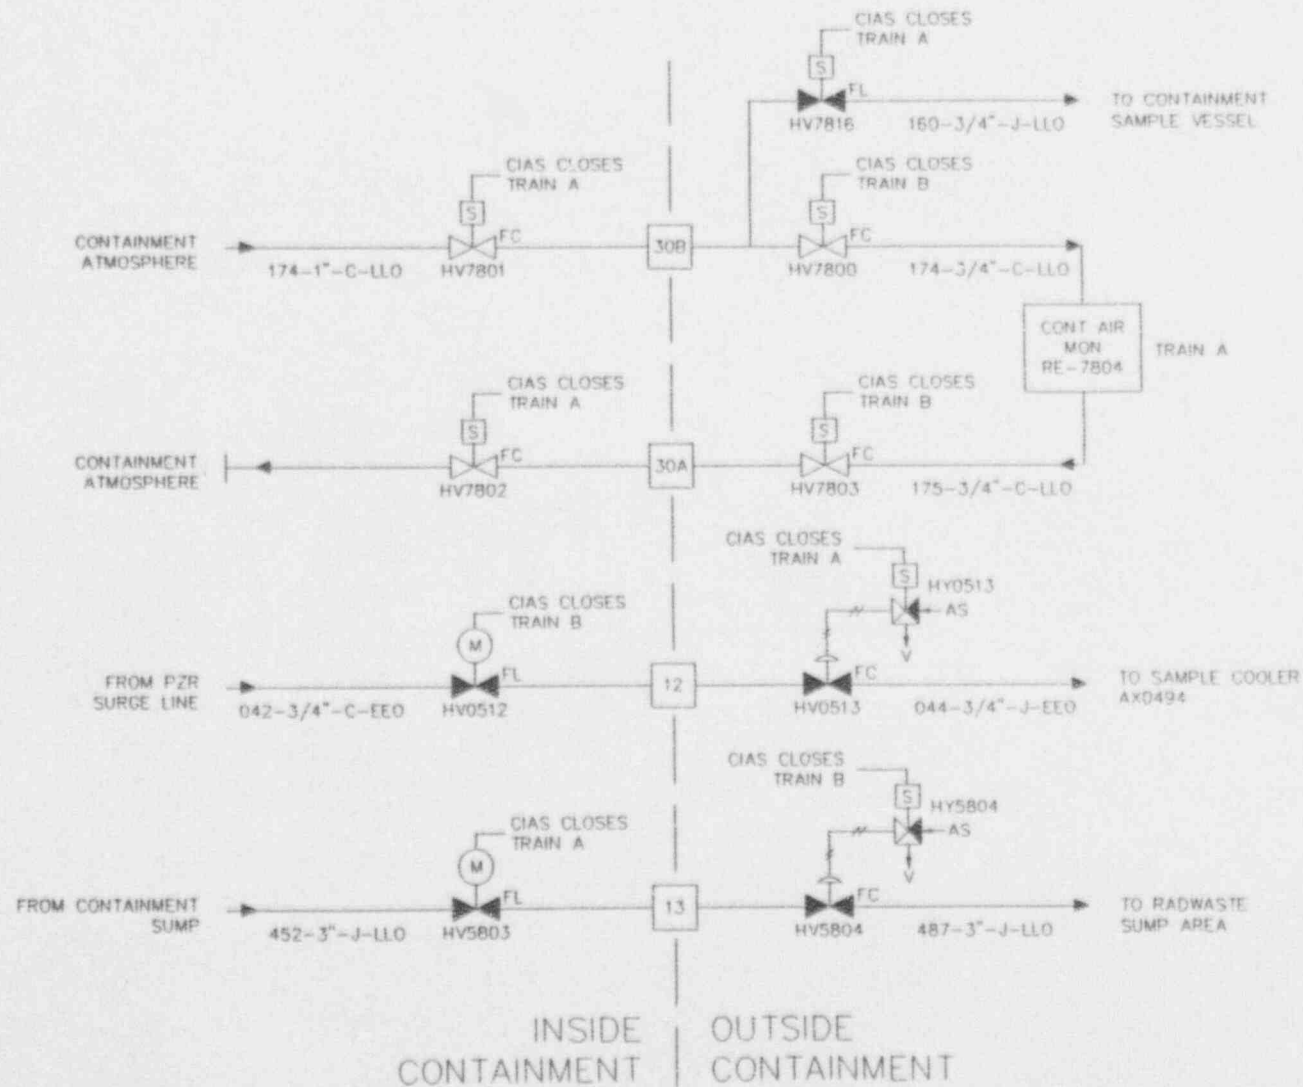 CIAS CLOSES
TRAIN A
S
FL
HV7816
160-3/4"-J-LLO
TO CONTAINMENT
SAMPLE VESSEL
CIAS CLOSES
TRAIN A
S
FC
CIAS CLOSES
TRAIN B
S
FC
CONTAINMENT
ATMOSPHERE
174-1"-C-LLO
HV7801
30B
HV7800
174-3/4"-C-LLO
CONT AIR
MON
RE-7804
TRAIN A
CIAS CLOSES
TRAIN A
S
FC
CIAS CLOSES
TRAIN B
S
FC
CONTAINMENT
ATMOSPHERE
HV7802
30A
HV7803
175-3/4"-C-LLO
CIAS CLOSES
TRAIN A
S
HY0513
AS
V
CIAS CLOSES
TRAIN B
M
FL
FROM PZR
SURGE LINE
042-3/4"-C-EEO
HV0512
12
FC
HV0513
044-3/4"-J-EEO
TO SAMPLE COOLER
AX0494
CIAS CLOSES
TRAIN B
S
HY5804
AS
V
CIAS CLOSES
TRAIN A
M
FL
FROM CONTAINMENT
SUMP
452-3"-J-LLO
HV5803
13
FC
HV5804
487-3"-J-LLO
TO RADWASTE
SUMP AREA
INSIDE
CONTAINMENT
OUTSIDE
CONTAINMENT